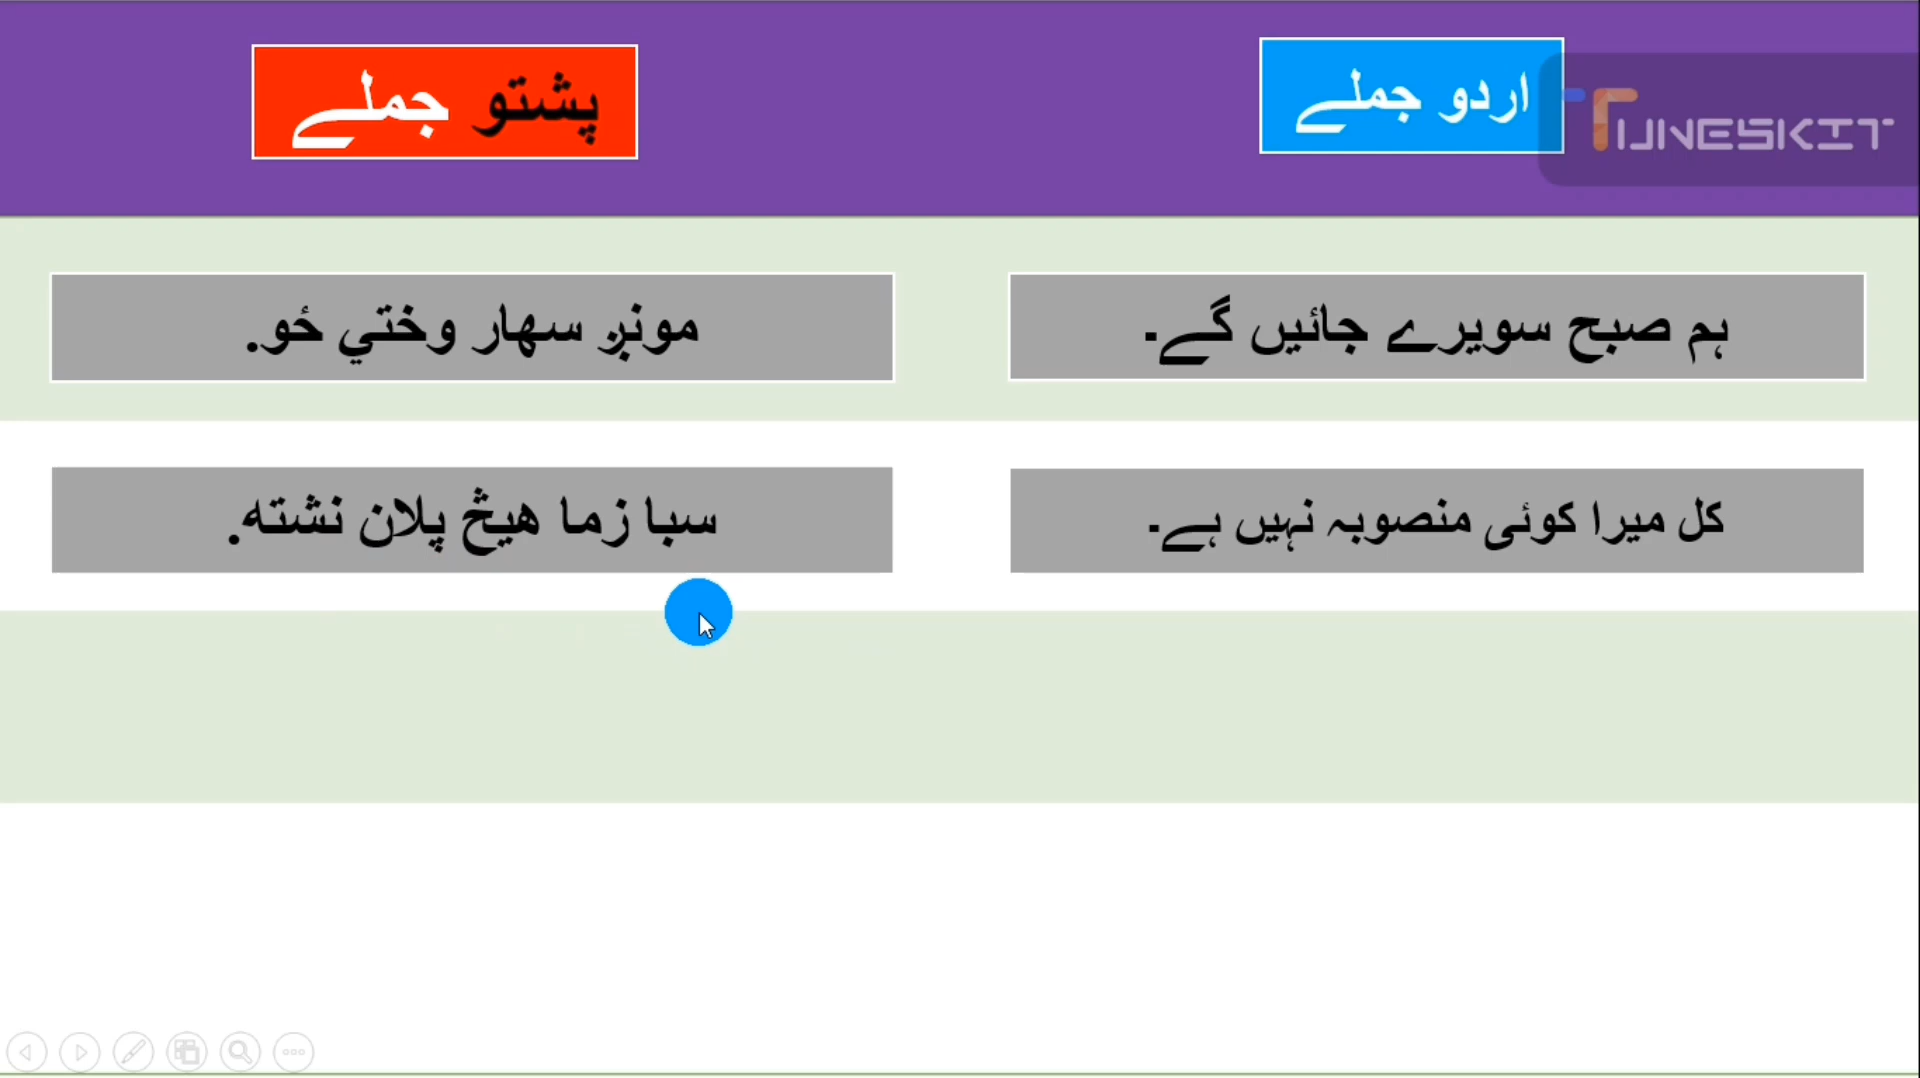 اردو جملے
پشتو جملے
TUNESKIT
ہم صبح سویرے جائیں گے۔
مونږ سهار وختي ځو.
کل میرا کوئی منصوبہ نہیں ہے۔
سبا زما هيڅ پلان نشته.